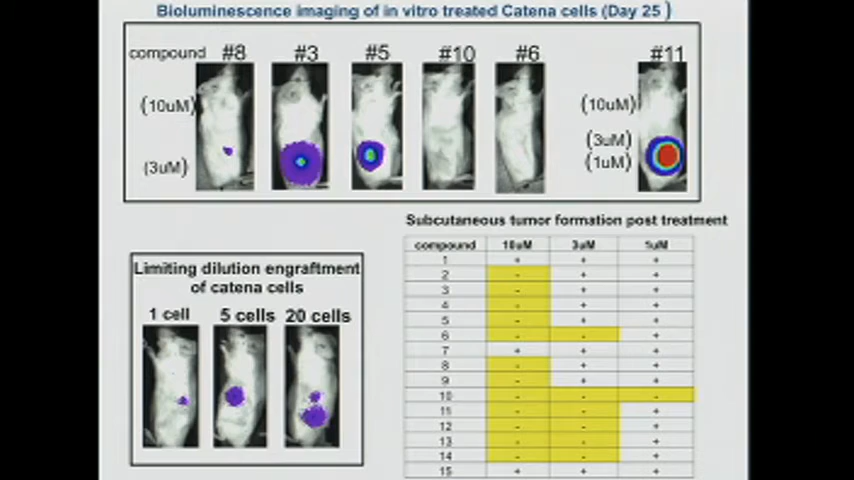 Bioluminescence imaging of in vitro treated Catena cells (Day 25 )
compound #8 #3 #5 #10 #6 #11
(10uM) (10uM)
(3uM)
(3uM) (1uM)
Subcutaneous tumor formation post treatment
compound 10uM 3uM 1uM
1 + + +
2 - + +
3 - + +
4 - + +
5 - + +
6 - - +
7 + + +
8 - + +
9 - + +
10 - - -
11 - - +
12 - - +
13 - - +
14 - - +
15 + + +
Limiting dilution engraftment
of catena cells
1 cell 5 cells 20 cells